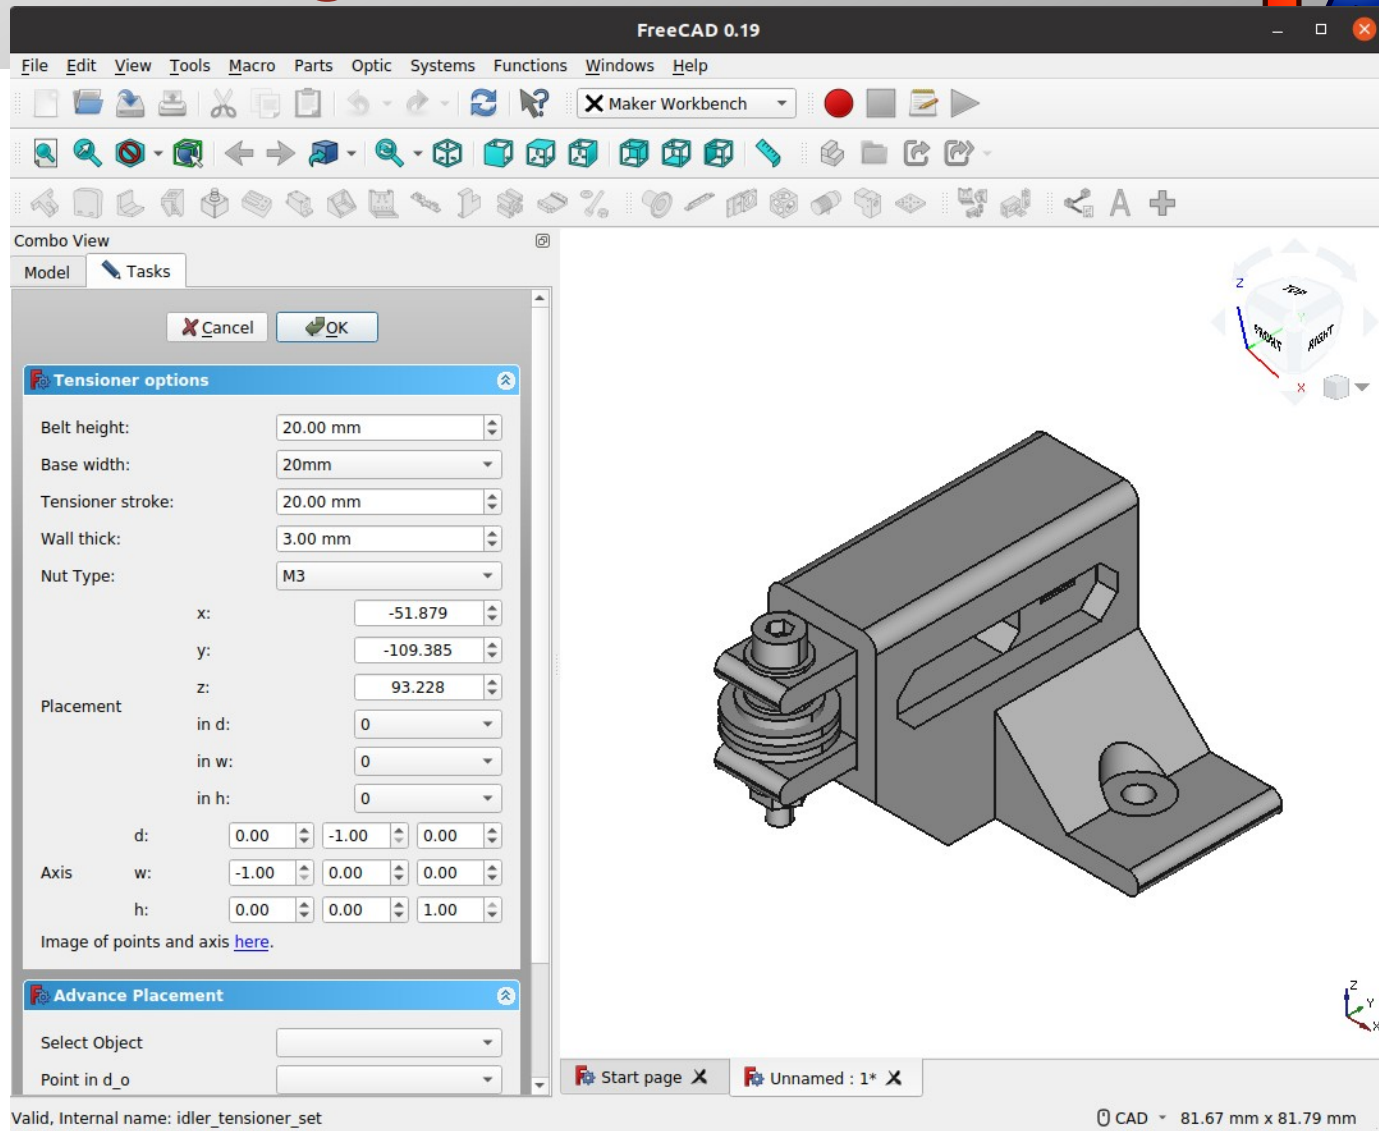 FreeCAD 0.19
File Edit View Tools Macro Parts Optic Systems Functions Windows Help
Maker Workbench
Combo View
Model Tasks
Cancel OK
Tensioner options
Belt height: 20.00 mm
Base width: 20mm
Tensioner stroke: 20.00 mm
Wall thick: 3.00 mm
Nut Type: M3
x: -51.879
y: -109.385
z: 93.228
Placement
in d: 0
in w: 0
in h: 0
d: 0.00 -1.00 0.00
Axis w: -1.00 0.00 0.00
h: 0.00 0.00 1.00
Image of points and axis here.
Advance Placement
Select Object
Point in d_o
Z
TOP
FRONT
RIGHT
X
Z
Y
X
Start page Unnamed : 1*
Valid, Internal name: idler_tensioner_set
CAD 81.67 mm x 81.79 mm